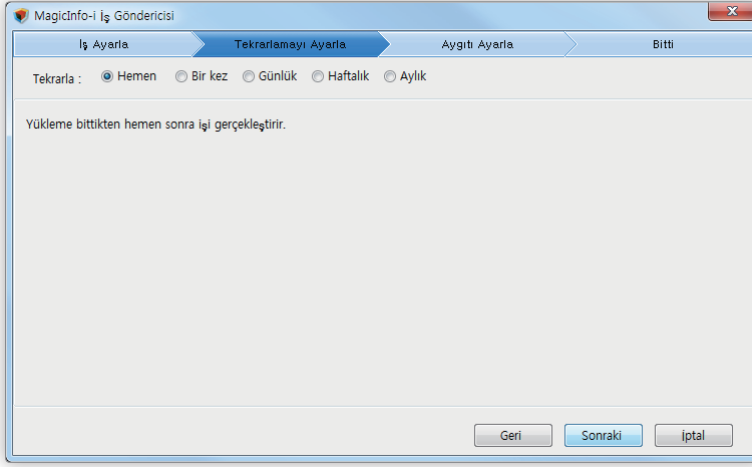 MagicInfo-i İş Göndericisi
İş Ayarla Tekrarlamayı Ayarla Aygıtı Ayarla Bitti
Tekrarla : Hemen Bir kez Günlük Haftalık Aylık
Yükleme bittikten hemen sonra işi gerçekleştirir.
Geri Sonraki İptal